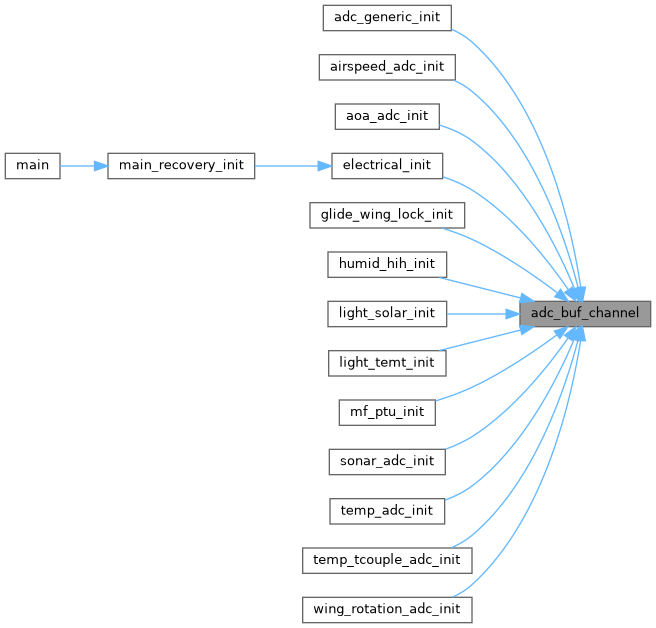 adc_generic_init
airspeed_adc_init
aoa_adc_init
main
main_recovery_init
electrical_init
glide_wing_lock_init
humid_hih_init
light_solar_init
adc_buf_channel
light_temt_init
mf_ptu_init
sonar_adc_init
temp_adc_init
temp_tcouple_adc_init
wing_rotation_adc_init